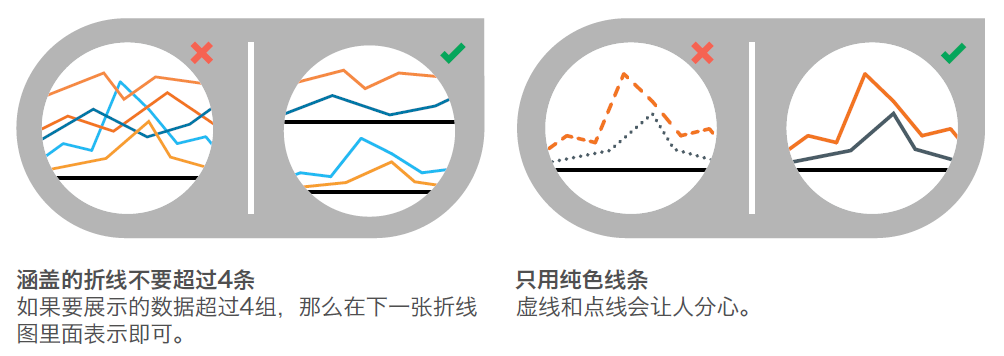 涵盖的折线不要超过4条
如果要展示的数据超过4组，那么在下一张折线
图里面表示即可。
只用纯色线条
虚线和点线会让人分心。